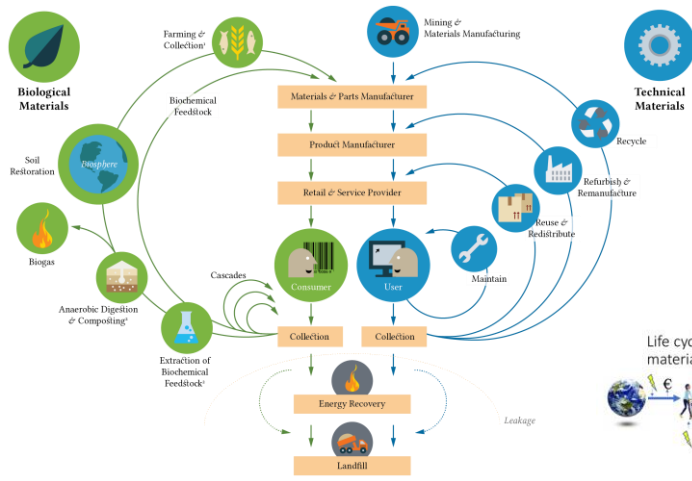 Biological
Materials
Farming &
Collection¹
Mining &
Materials Manufacturing
Technical
Materials
Biochemical
Feedstock
Materials & Parts Manufacturer
Recycle
Product Manufacturer
Soil
Restoration
Biosphere
Refurbish &
Remanufacture
Retail & Service Provider
Reuse &
Redistribute
Biogas
Consumer
User
Maintain
Cascades
Anaerobic Digestion
& Composting²
Collection
Collection
Extraction of
Biochemical
Feedstock²
Energy Recovery
Leakage
Landfill
Life cyc
materia
€